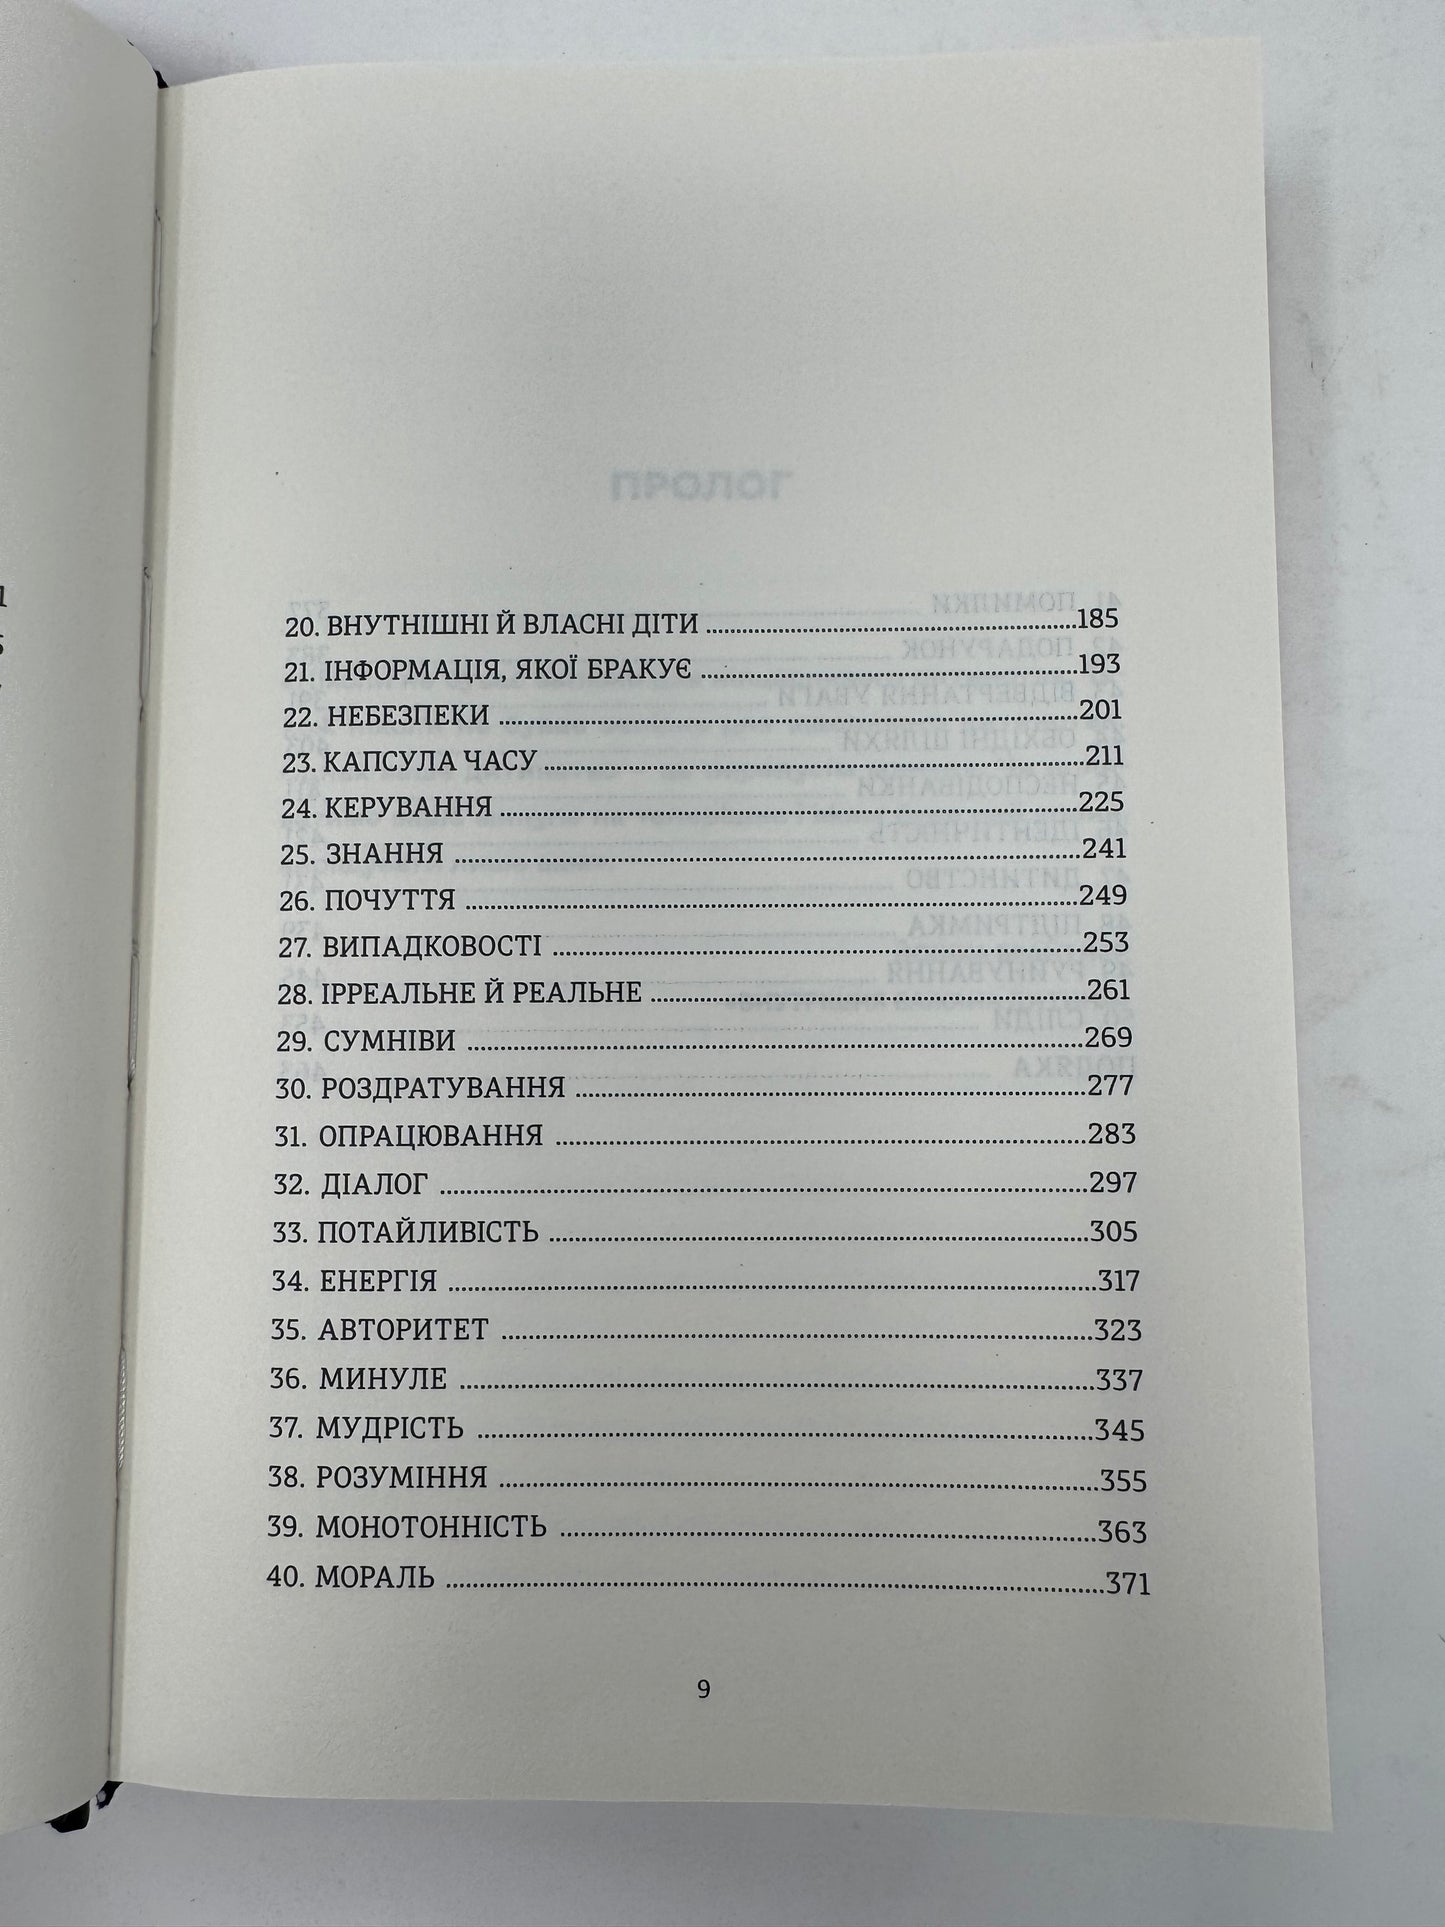 ПРОЛОГ
20. ВНУТНІШНІ Й ВЛАСНІ ДІТИ 185
21. ІНФОРМАЦІЯ, ЯКОЇ БРАКУЄ 193
22. НЕБЕЗПЕКИ 201
23. КАПСУЛА ЧАСУ 211
24. КЕРУВАННЯ 225
25. ЗНАННЯ 241
26. ПОЧУТТЯ 249
27. ВИПАДКОВОСТІ 253
28. ІРРЕАЛЬНЕ Й РЕАЛЬНЕ 261
29. СУМНІВИ 269
30. РОЗДРАТУВАННЯ 277
31. ОПРАЦЮВАННЯ 283
32. ДІАЛОГ 297
33. ПОТАЙЛИВІСТЬ 305
34. ЕНЕРГІЯ 317
35. АВТОРИТЕТ 323
36. МИНУЛЕ 337
37. МУДРІСТЬ 345
38. РОЗУМІННЯ 355
39. МОНОТОННІСТЬ 363
40. МОРАЛЬ 371
9